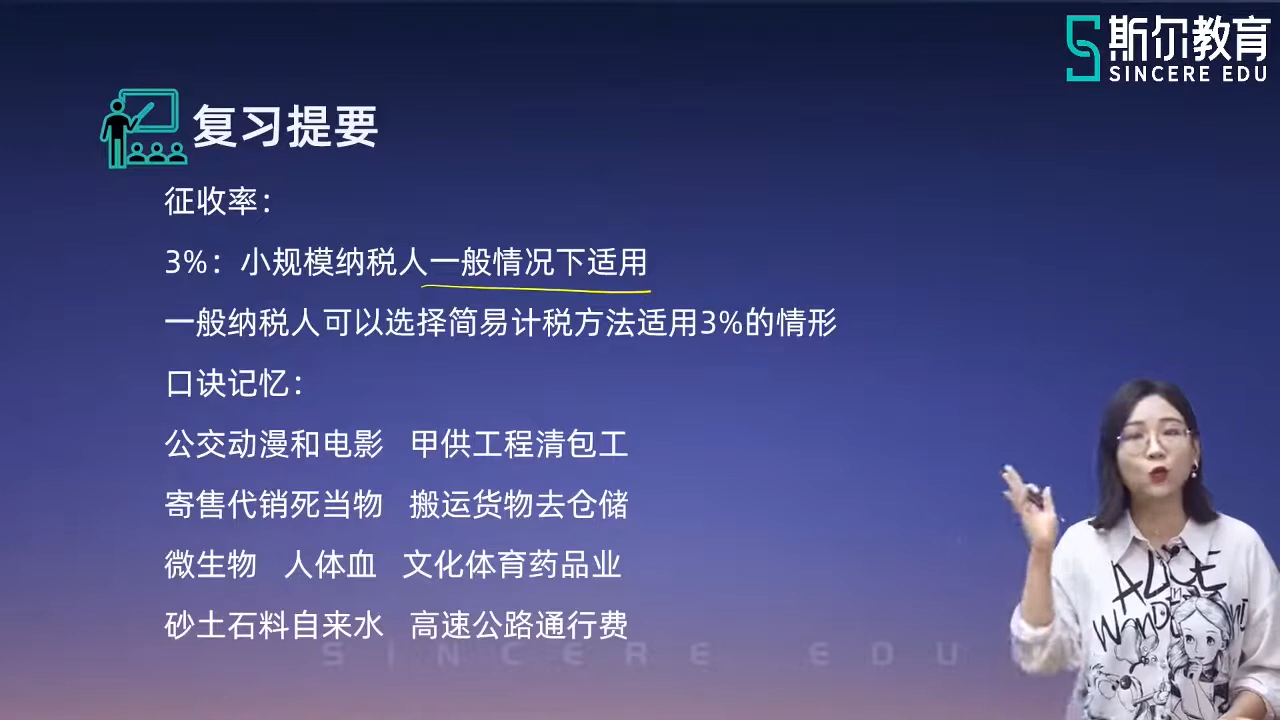 斯尔教育
SINCERE EDU
复习提要
征收率：
3%：小规模纳税人一般情况下适用
一般纳税人可以选择简易计税方法适用3%的情形
口诀记忆：
公交动漫和电影 甲供工程清包工
寄售代销死当物 搬运货物去仓储
微生物 人体血 文化体育药品业
砂土石料自来水 高速公路通行费
SINCERE EDU
ALICE
IN